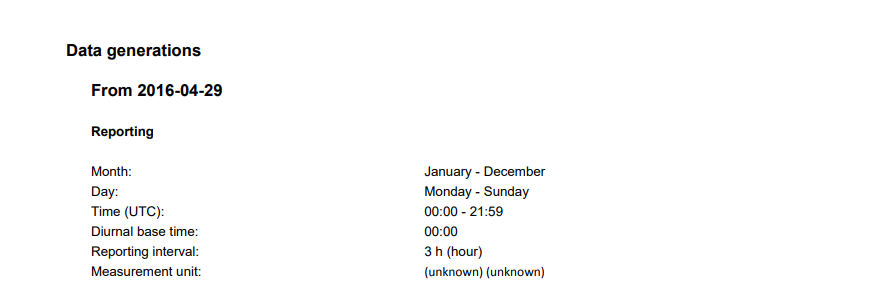 Data generations
From 2016-04-29
Reporting
Month: January - December
Day: Monday - Sunday
Time (UTC): 00:00 - 21:59
Diurnal base time: 00:00
Reporting interval: 3 h (hour)
Measurement unit: (unknown) (unknown)